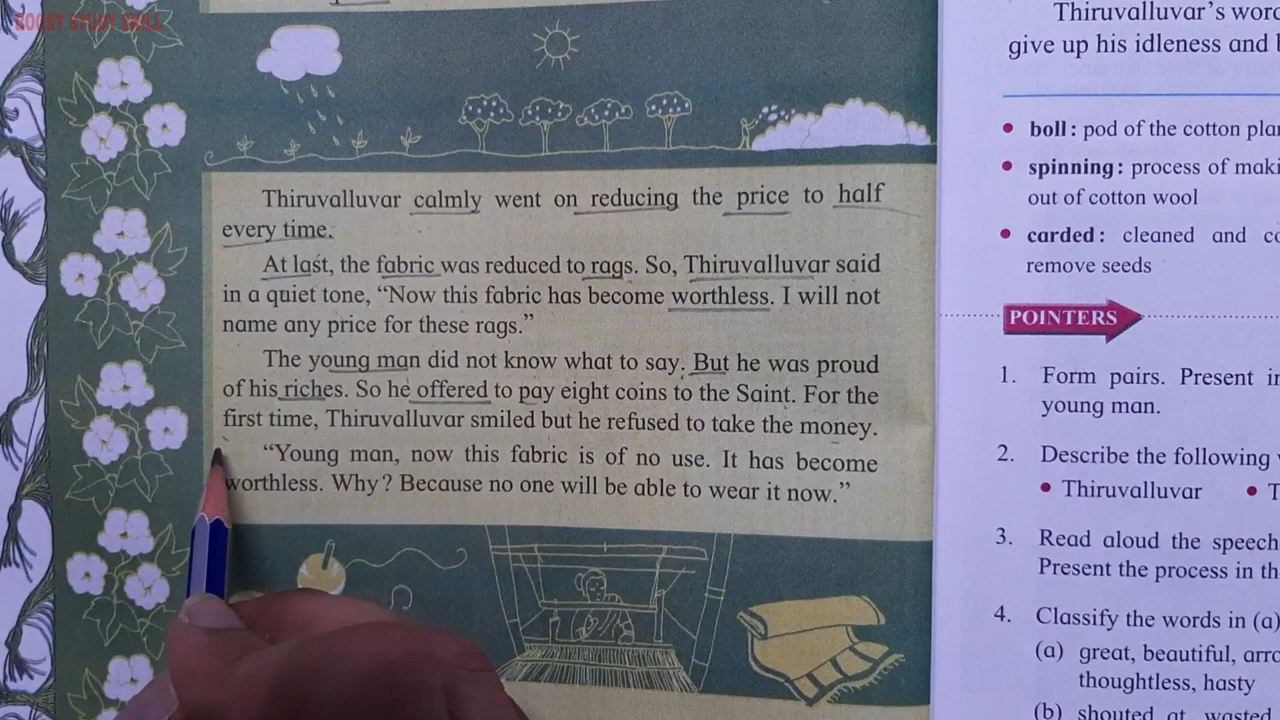 BOOST STUDY SKILL
Thiruvalluvar calmly went on reducing the price to half
every time.
At last, the fabric was reduced to rags. So, Thiruvalluvar said
in a quiet tone, “Now this fabric has become worthless. I will not
name any price for these rags.”
The young man did not know what to say. But he was proud
of his riches. So he offered to pay eight coins to the Saint. For the
first time, Thiruvalluvar smiled but he refused to take the money.
“Young man, now this fabric is of no use. It has become
worthless. Why? Because no one will be able to wear it now.”
Thiruvalluvar’s
give up his idleness and
boll : pod of the cotton
spinning : process of
out of cotton wool
carded : cleaned and
remove seeds
POINTERS
1. Form pairs. Present
young man.
2. Describe the following
• Thiruvalluvar •
3. Read aloud the
Present the process in
4. Classify the words in (a)
(a) great, beautiful,
thoughtless, hasty
(b) shouted at, wasted